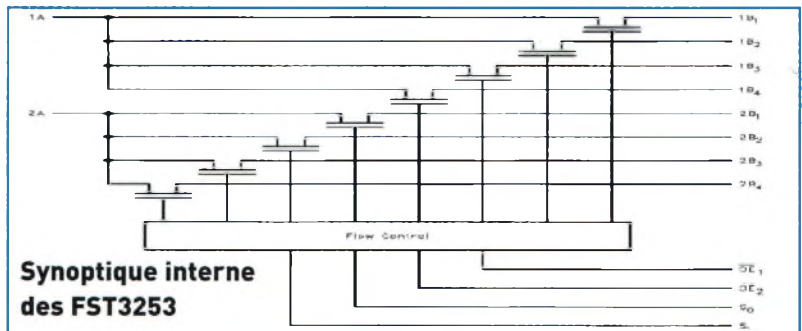 1A
1B₁
1B₂
1B₃
1B₄
2A
2B₁
2B₂
2B₃
2B₄
Flow Control
Synoptique interne
des FST3253
OE₁
OE₂
S₀
S₁